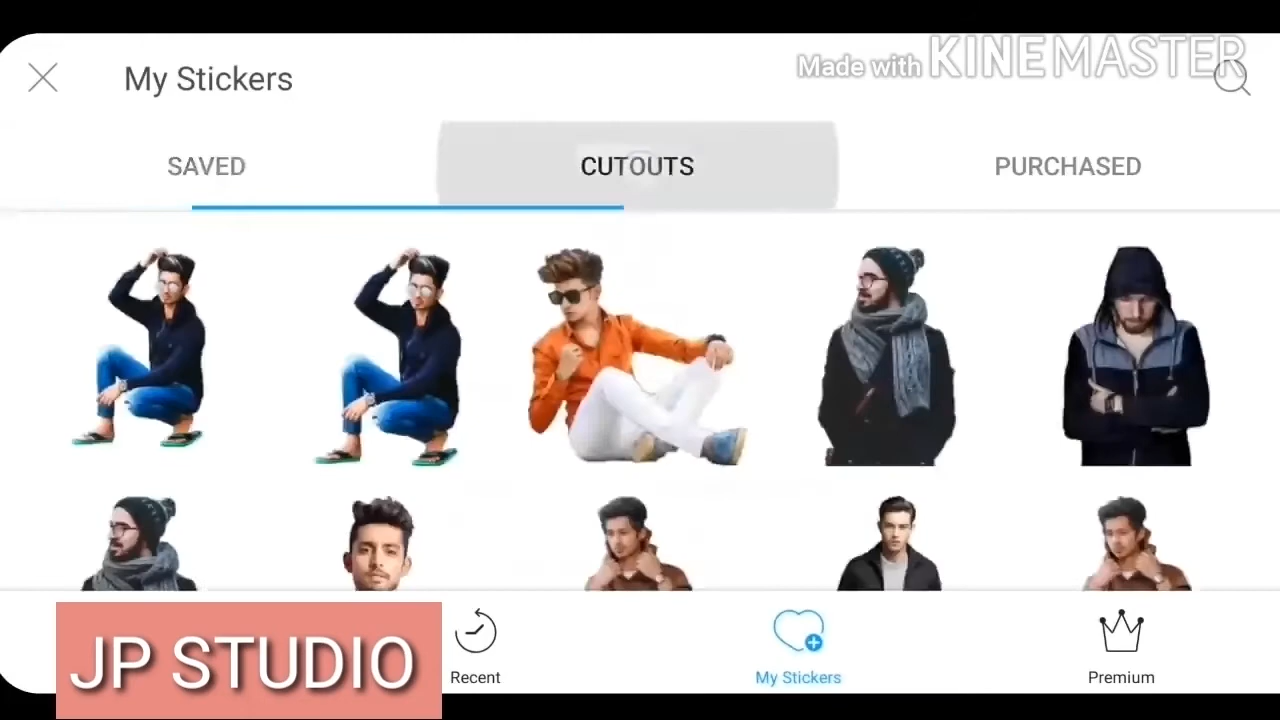 Made with KINEMASTER
My Stickers
SAVED CUTOUTS PURCHASED
JP STUDIO
Recent My Stickers Premium